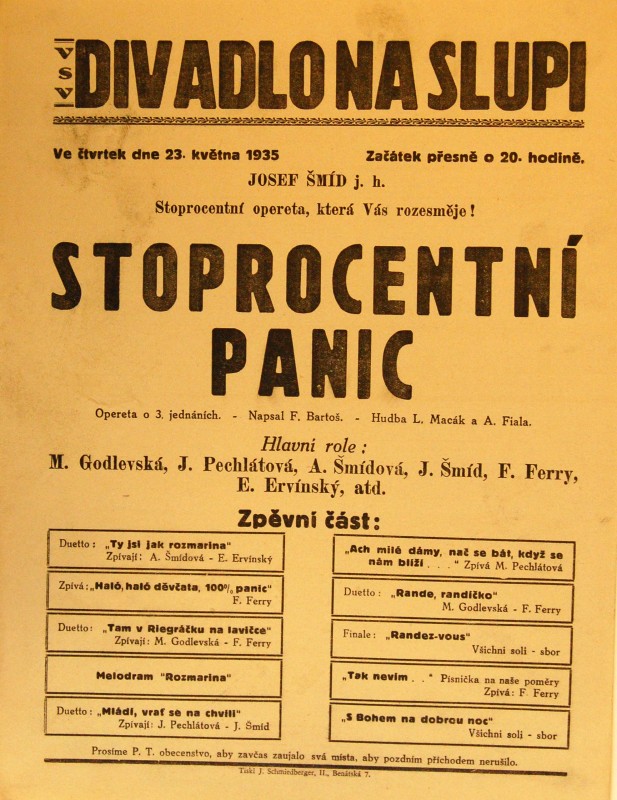 VSV
DIVADLO NA SLUPI
Ve čtvrtek dne 23. května 1935
Začátek přesně o 20. hodině.
JOSEF ŠMÍD j. h.
Stoprocentní opereta, která Vás rozesměje!
STOPROCENTNÍ
PANIC
Opereta o 3. jednáních. - Napsal F. Bartoš. - Hudba L. Macák a A. Fiala.
Hlavní role:
M. Godlevská, J. Pechlátová, A. Šmídová, J. Šmíd, F. Ferry,
E. Ervínský, atd.
Zpěvní část:
Duetto: „Ty jsi jak rozmarina“
Zpívají: A. Šmídová - E. Ervínský
Zpívá: „Haló, haló děvčata, 100% panic“
F. Ferry
Duetto: „Tam v Riegráčku na lavičce“
Zpívají: M. Godlevská - F. Ferry
Melodram "Rozmarina“
Duetto: „Mládí, vrať se na chvíli“
Zpívají: J. Pechlátová - J. Šmíd
„Ach milé dámy, nač se bát, když se
nám blíží . . . “ Zpívá M. Pechlátová
Duetto: „Rande, randíčko“
M. Godlevská - F. Ferry
Finale: „Randez-vous“
Všichni soli - sbor
„Tak nevím . . “ Písnička na naše poměry
Zpívá: F. Ferry
„S Bohem na dobrou noc“
Všichni soli - sbor
Prosíme P. T. obecenstvo, aby zavčas zaujalo svá místa, aby pozdním příchodem nerušilo.
Tiskl J. Schmiedberger, II., Benátská 7.